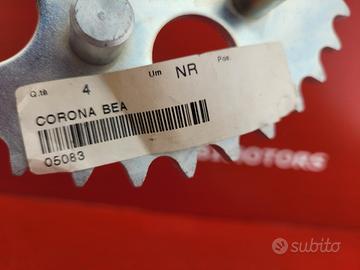 Q.tà 4 Um NR Pos.
CORONA BEA
05083
MOTORS
subito